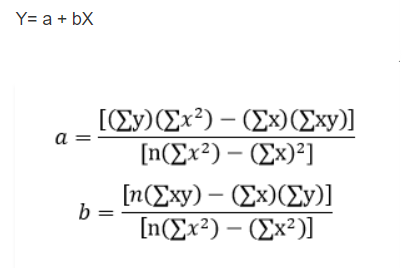 Y= a + bX
a = [(∑y)(∑x²) – (∑x)(∑xy)] / [n(∑x²) – (∑x)²]
b = [n(∑xy) – (∑x)(∑y)] / [n(∑x²) – (∑x²)]